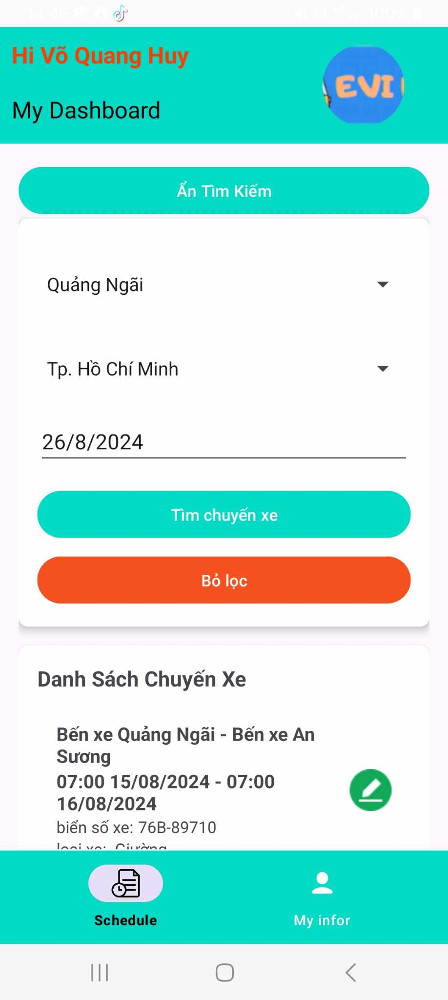 14:46
100%
Hi Võ Quang Huy
EVI
My Dashboard
Ẩn Tìm Kiếm
Quảng Ngãi
Tp. Hồ Chí Minh
26/8/2024
Tìm chuyến xe
Bỏ lọc
Danh Sách Chuyến Xe
Bến xe Quảng Ngãi - Bến xe An
Sương
07:00 15/08/2024 - 07:00
16/08/2024
biển số xe: 76B-89710
loại xe: Giường
Schedule
My infor